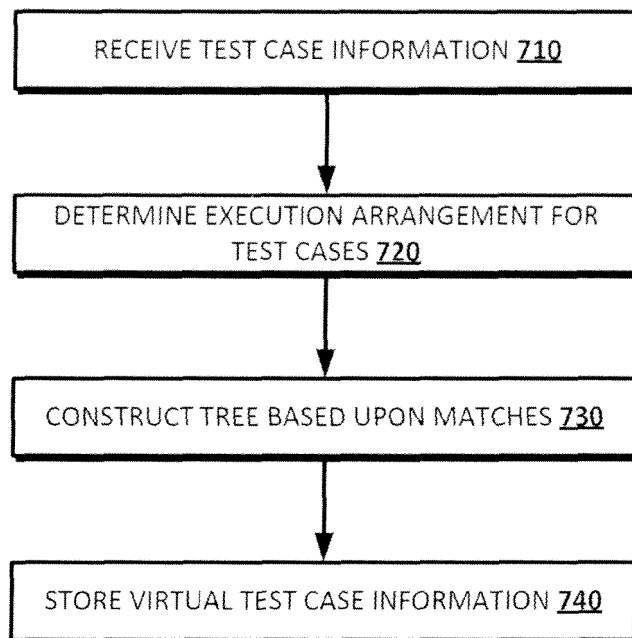 RECEIVE TEST CASE INFORMATION 710
DETERMINE EXECUTION ARRANGEMENT FOR
TEST CASES 720
CONSTRUCT TREE BASED UPON MATCHES 730
STORE VIRTUAL TEST CASE INFORMATION 740